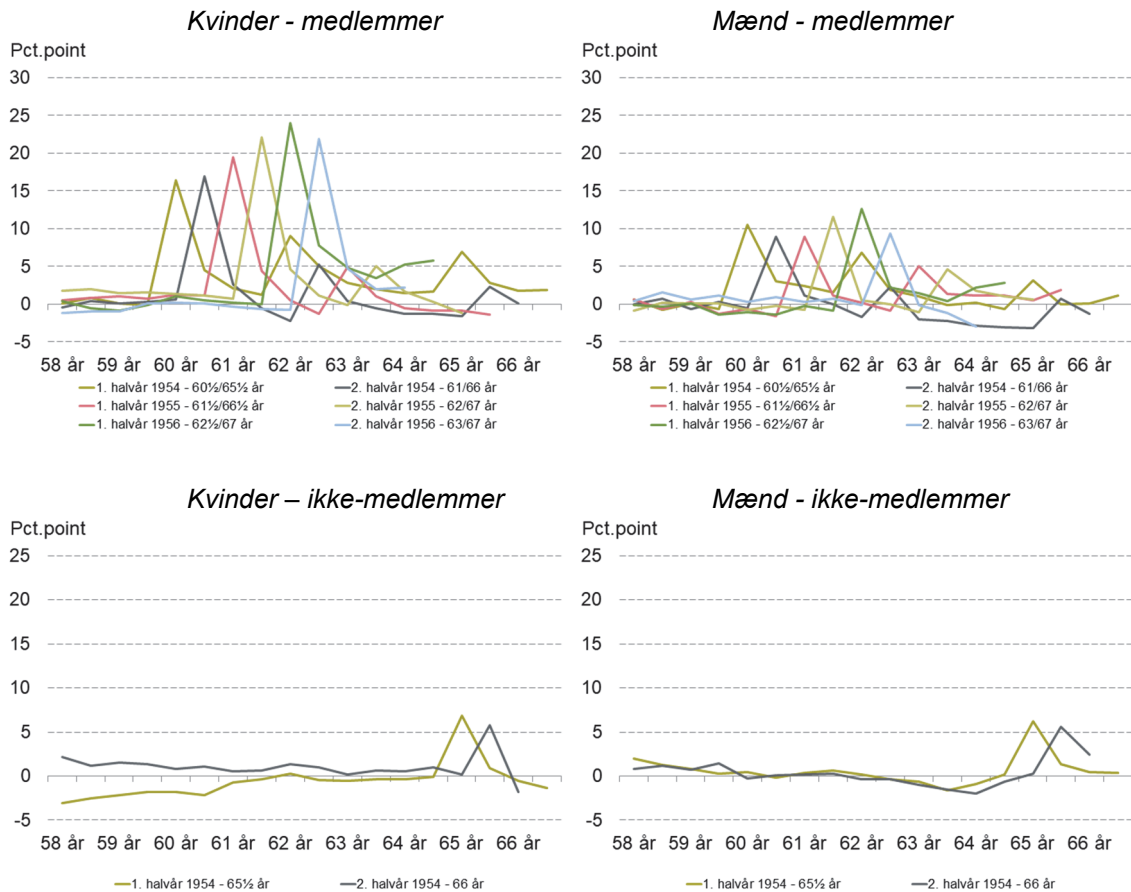 Kvinder - medlemmer
Pct.point
30
25
20
15
10
5
0
-5
58 år 59 år 60 år 61 år 62 år 63 år 64 år 65 år 66 år
1. halvår 1954 - 60½/65½ år 2. halvår 1954 - 61/66 år
1. halvår 1955 - 61½/66½ år 2. halvår 1955 - 62/67 år
1. halvår 1956 - 62½/67 år 2. halvår 1956 - 63/67 år
Mænd - medlemmer
Pct.point
30
25
20
15
10
5
0
-5
58 år 59 år 60 år 61 år 62 år 63 år 64 år 65 år 66 år
1. halvår 1954 - 60½/65½ år 2. halvår 1954 - 61/66 år
1. halvår 1955 - 61½/66½ år 2. halvår 1955 - 62/67 år
1. halvår 1956 - 62½/67 år 2. halvår 1956 - 63/67 år
Kvinder – ikke-medlemmer
Pct.point
25
20
15
10
5
0
-5
58 år 59 år 60 år 61 år 62 år 63 år 64 år 65 år 66 år
1. halvår 1954 - 65½ år 2. halvår 1954 - 66 år
Mænd - ikke-medlemmer
Pct.point
25
20
15
10
5
0
-5
58 år 59 år 60 år 61 år 62 år 63 år 64 år 65 år 66 år
1. halvår 1954 - 65½ år 2. halvår 1954 - 66 år